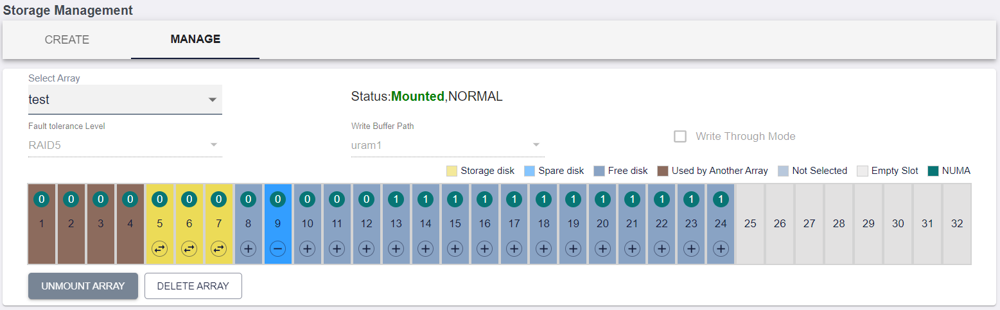 Storage Management
CREATE MANAGE
Select Array
test Status:Mounted,NORMAL
Fault tolerance Level Write Buffer Path
RAID5 uram1 Write Through Mode
Storage disk Spare disk Free disk Used by Another Array Not Selected Empty Slot NUMA
0 0 0 0 0 0 0 0 0 0 0 0 1 1 1 1 1 1 1 1 1 1 1 1
1 2 3 4 5 6 7 8 9 10 11 12 13 14 15 16 17 18 19 20 21 22 23 24 25 26 27 28 29 30 31 32
UNMOUNT ARRAY DELETE ARRAY